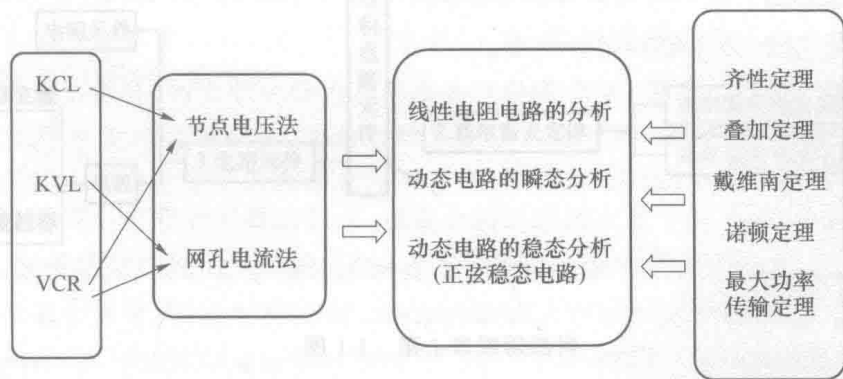 KCL
KVL
VCR
节点电压法
网孔电流法
线性电阻电路的分析
动态电路的瞬态分析
动态电路的稳态分析
(正弦稳态电路)
齐性定理
叠加定理
戴维南定理
诺顿定理
最大功率
传输定理